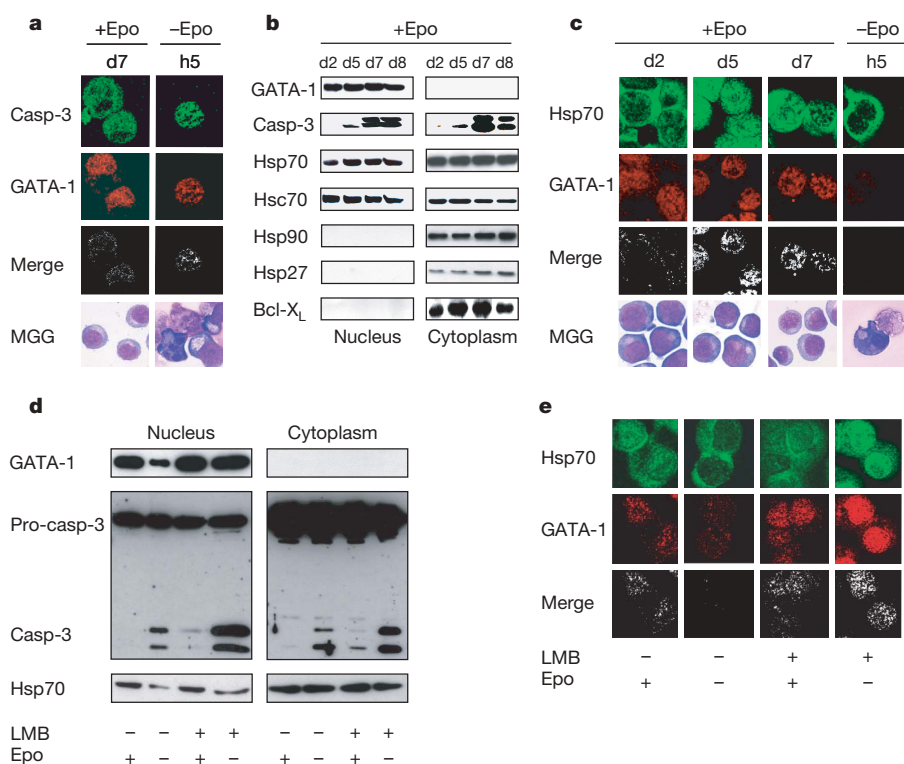 a
+Epo –Epo
d7 h5
Casp-3
GATA-1
Merge
MGG
b
+Epo
d2 d5 d7 d8 d2 d5 d7 d8
GATA-1
Casp-3
Hsp70
Hsc70
Hsp90
Hsp27
Bcl-XL
Nucleus Cytoplasm
c
+Epo –Epo
d2 d5 d7 h5
Hsp70
GATA-1
Merge
MGG
d
Nucleus Cytoplasm
GATA-1
Pro-casp-3
Casp-3
Hsp70
LMB – – + + – – + +
Epo + – + – + – + –
e
Hsp70
GATA-1
Merge
LMB – – + +
Epo + – + –